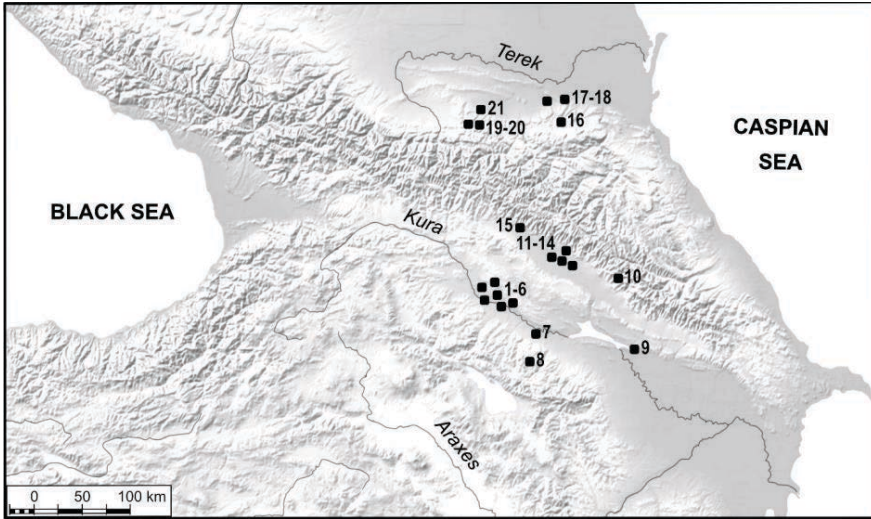 Terek
17-18
21
16
19-20
CASPIAN
SEA
BLACK SEA
Kura
15
11-14
10
1-6
7
9
8
Araxes
0 50 100 km